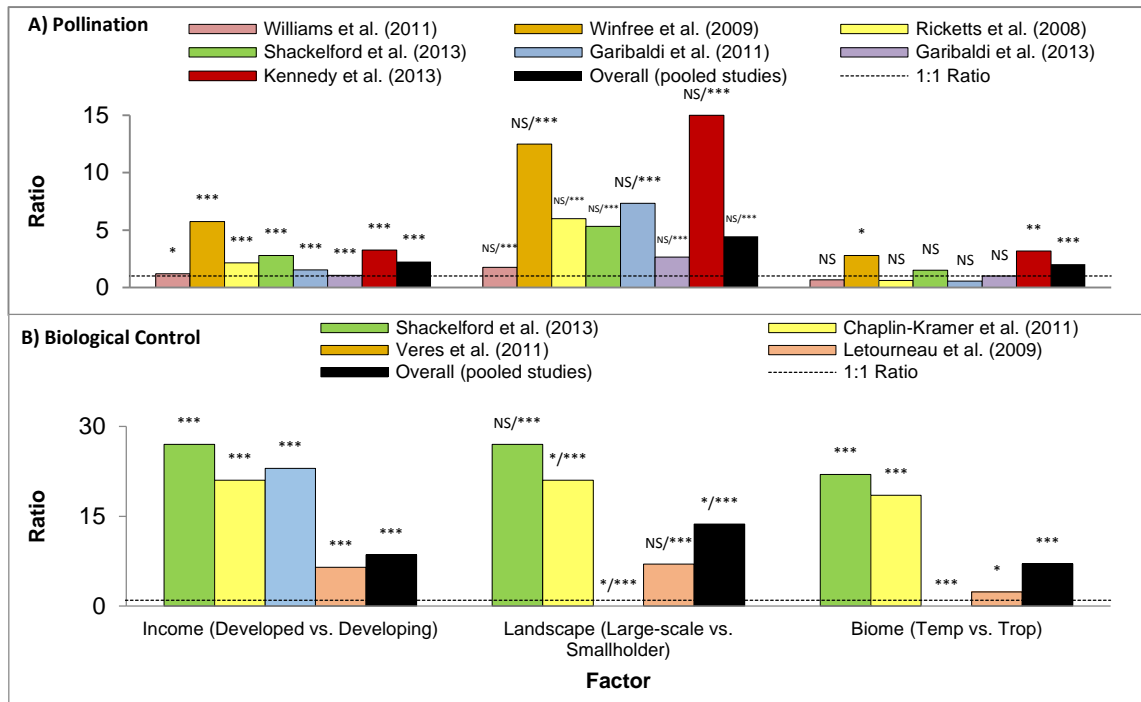 A) Pollination
Williams et al. (2011) Winfree et al. (2009) Ricketts et al. (2008)
Shackelford et al. (2013) Garibaldi et al. (2011) Garibaldi et al. (2013)
Kennedy et al. (2013) Overall (pooled studies) 1:1 Ratio
Ratio
15
10
5
0
* *** *** *** *** *** *** ***
NS/*** NS/*** NS/*** NS/*** NS/*** NS/*** NS/*** NS/***
NS * NS NS NS NS ** ***
B) Biological Control
Shackelford et al. (2013) Chaplin-Kramer et al. (2011)
Veres et al. (2011) Letourneau et al. (2009)
Overall (pooled studies) 1:1 Ratio
Ratio
30
15
0
*** *** *** *** ***
NS/*** */*** */*** NS/*** */***
*** *** *** * ***
Income (Developed vs. Developing) Landscape (Large-scale vs. Biome (Temp vs. Trop)
Smallholder)
Factor